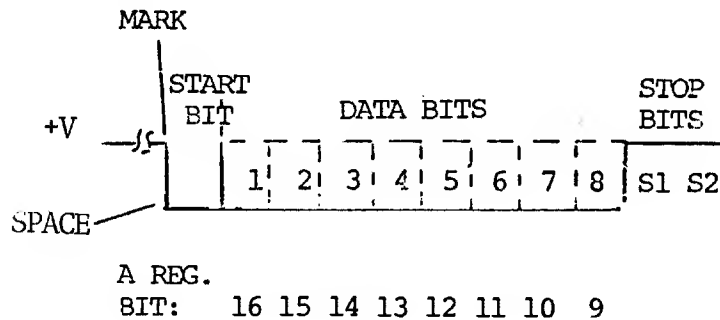 MARK
START
BIT
DATA BITS
STOP
BITS
+V
1 2 3 4 5 6 7 8 S1 S2
SPACE
A REG.
BIT: 16 15 14 13 12 11 10 9